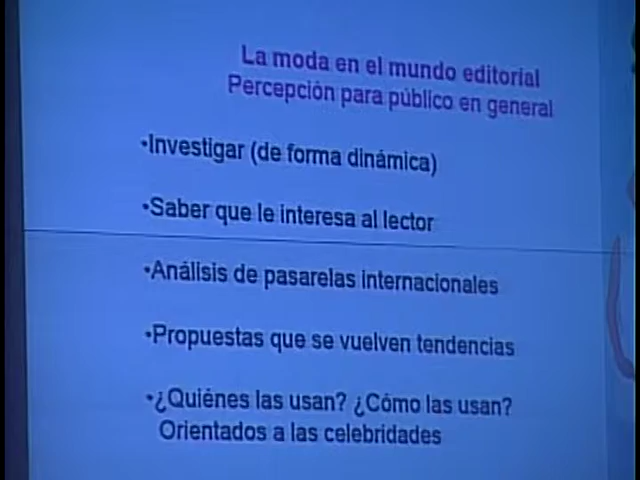 La moda en el mundo editorial
Percepción para público en general
•Investigar (de forma dinámica)
•Saber que le interesa al lector
•Análisis de pasarelas internacionales
•Propuestas que se vuelven tendencias
•¿Quiénes las usan? ¿Cómo las usan?
Orientados a las celebridades